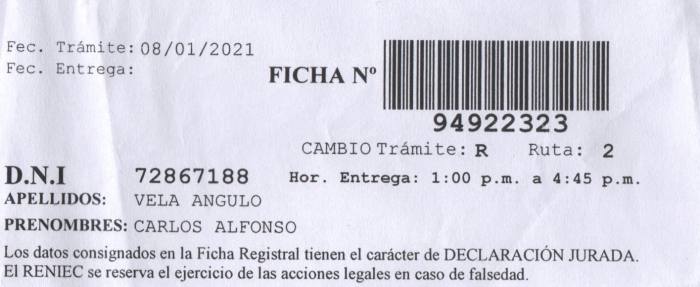 Fec. Trámite: 08/01/2021
Fec. Entrega:
FICHA Nº
94922323
CAMBIO Trámite: R Ruta: 2
D.N.I 72867188 Hor. Entrega: 1:00 p.m. a 4:45 p.m.
APELLIDOS: VELA ANGULO
PRENOMBRES: CARLOS ALFONSO
Los datos consignados en la Ficha Registral tienen el carácter de DECLARACIÓN JURADA.
El RENIEC se reserva el ejercicio de las acciones legales en caso de falsedad.